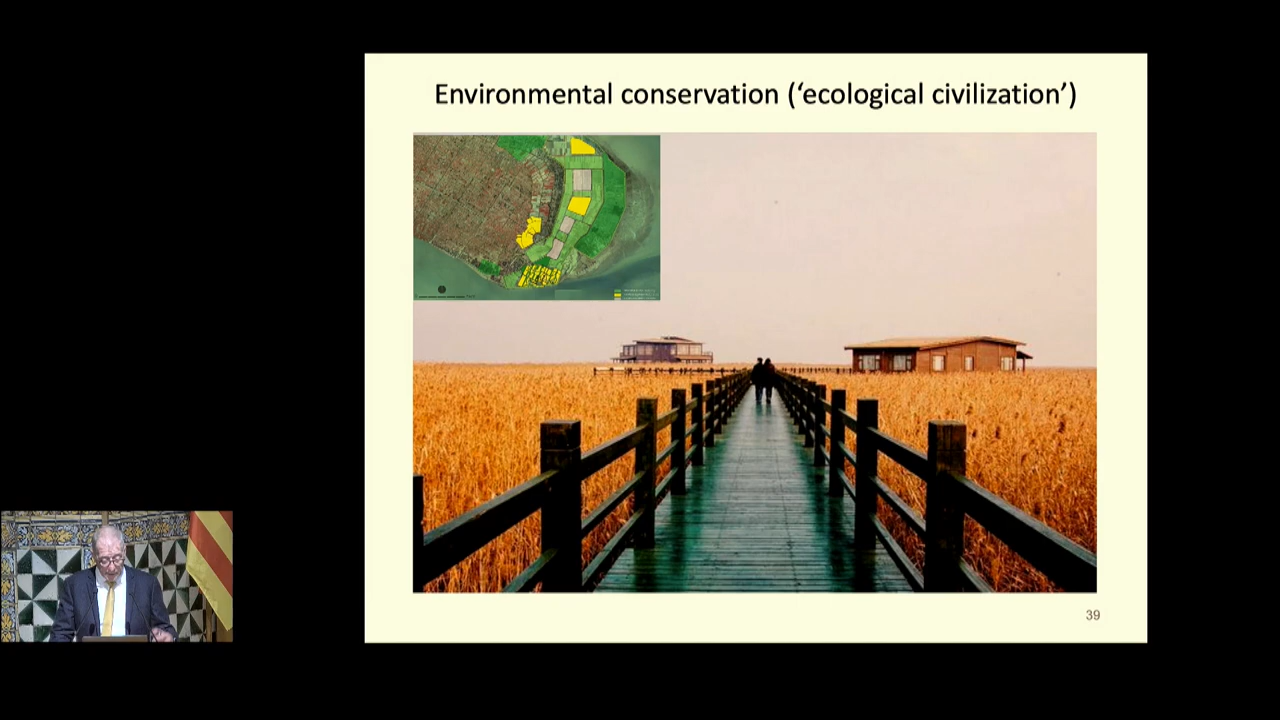 Environmental conservation (‘ecological civilization’)
39